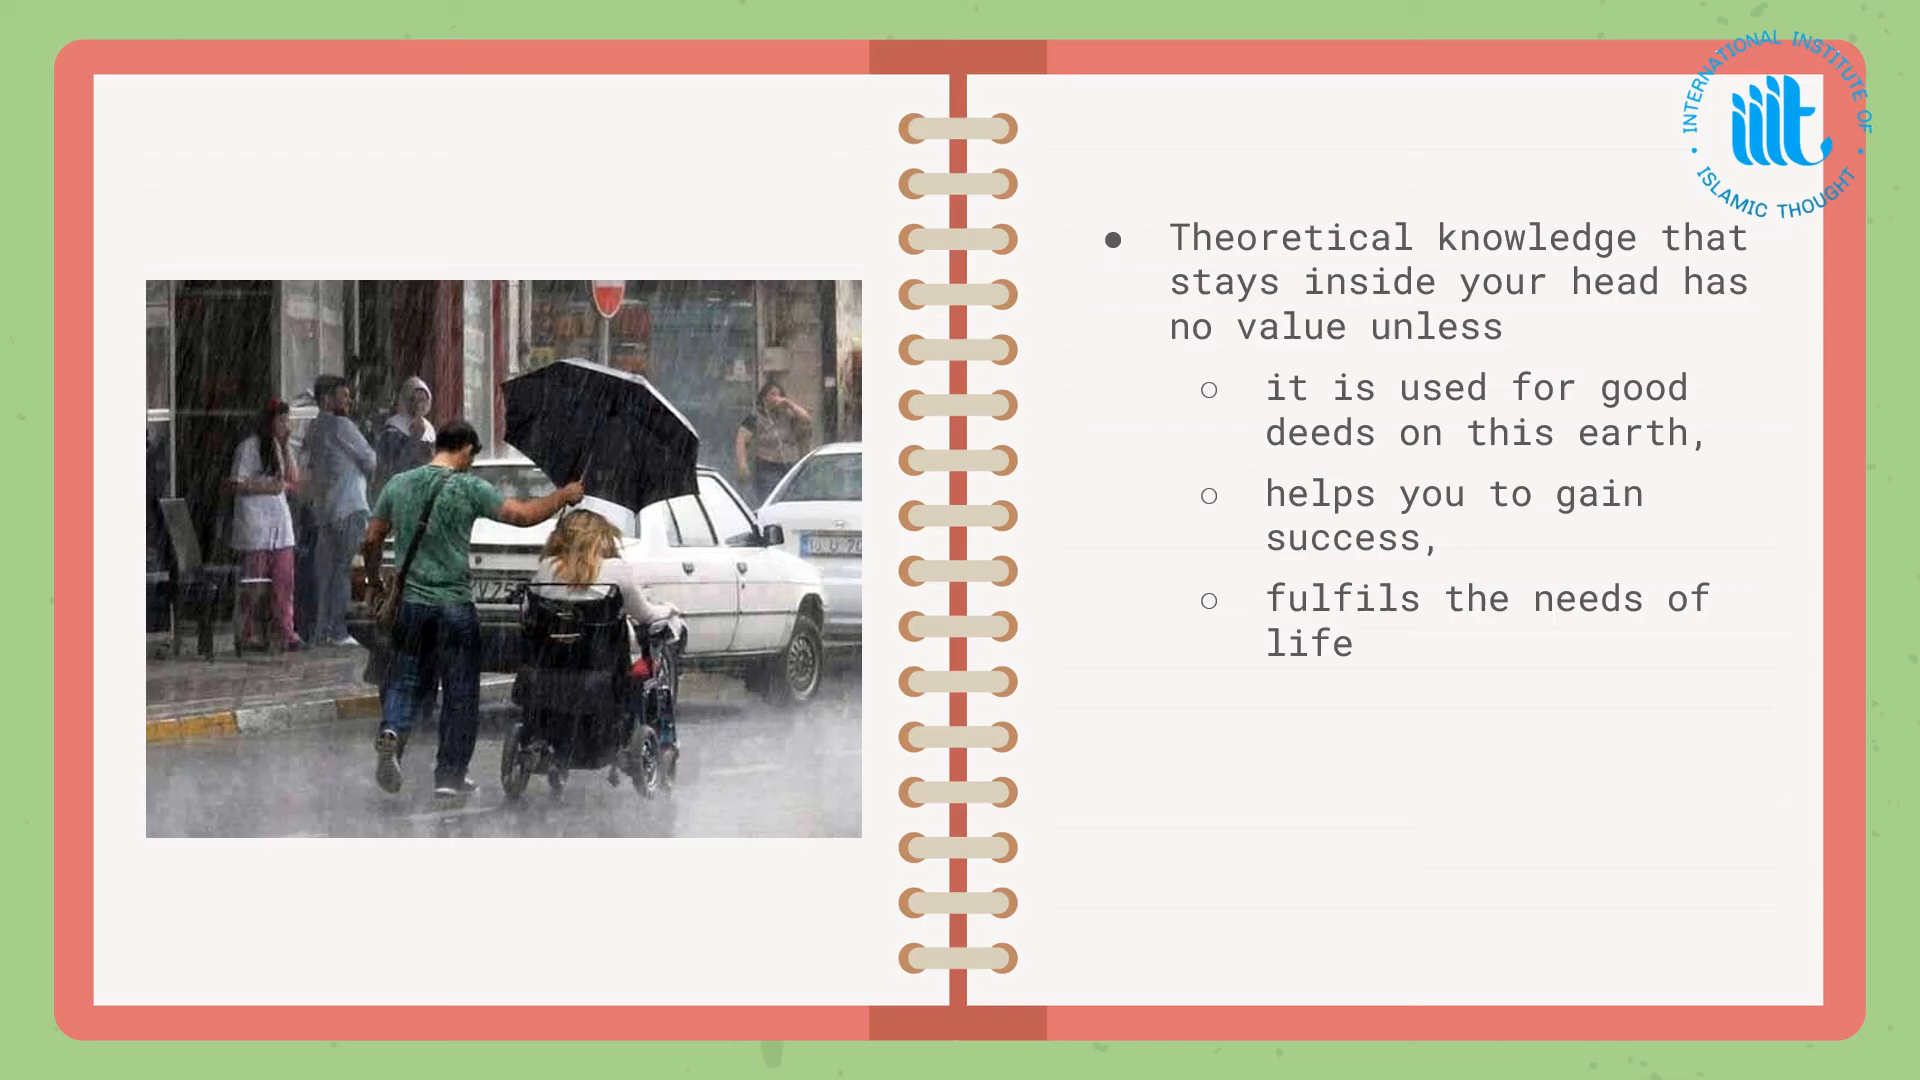 INTERNATIONAL INSTITUTE OF
ISLAMIC THOUGHT
iiit
● Theoretical knowledge that
stays inside your head has
no value unless
○ it is used for good
deeds on this earth,
○ helps you to gain
success,
○ fulfils the needs of
life